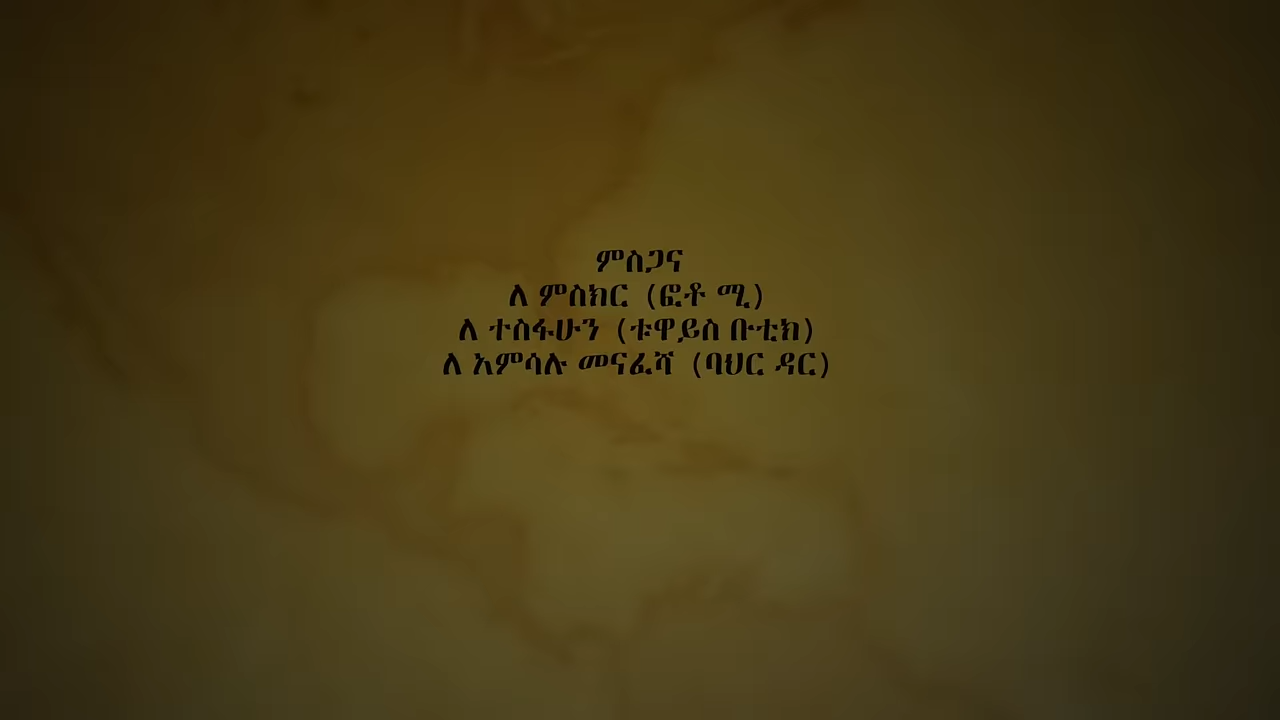 ምስጋና
ለ ምስክር (ፎቶ ሚ)
ለ ተስፋሁን (ቱዋይስ ቡቲክ)
ለ አምሳሉ መናፈሻ (ባህር ዳር)